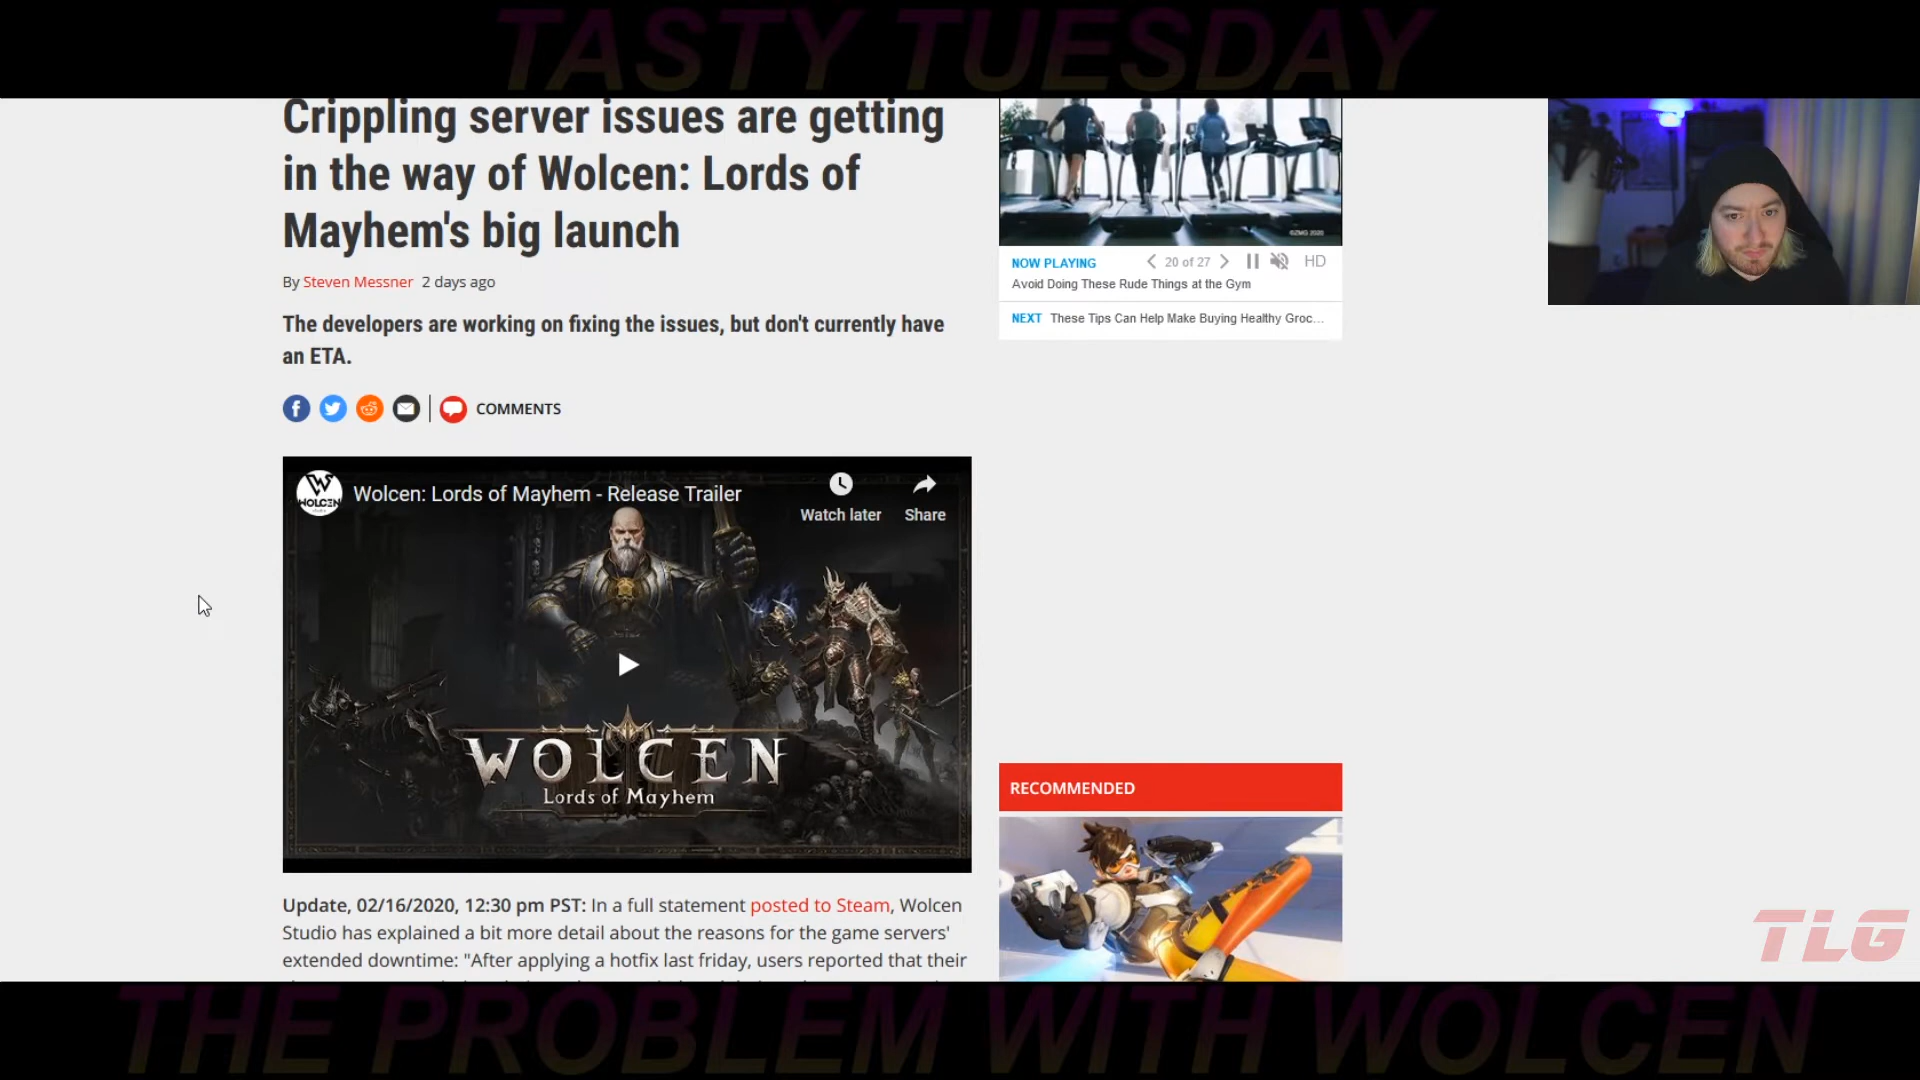 TASTY TUESDAY
Crippling server issues are getting
in the way of Wolcen: Lords of
Mayhem's big launch
By Steven Messner 2 days ago
The developers are working on fixing the issues, but don't currently have
an ETA.
COMMENTS
WOLCEN
Wolcen: Lords of Mayhem - Release Trailer
Watch later
Share
WOLCEN
Lords of Mayhem
Update, 02/16/2020, 12:30 pm PST: In a full statement posted to Steam, Wolcen
Studio has explained a bit more detail about the reasons for the game servers'
extended downtime: "After applying a hotfix last friday, users reported that their
©ZMG 2020
NOW PLAYING
20 of 27
HD
Avoid Doing These Rude Things at the Gym
NEXT These Tips Can Help Make Buying Healthy Groc...
RECOMMENDED
TLG
THE PROBLEM WITH WOLCEN